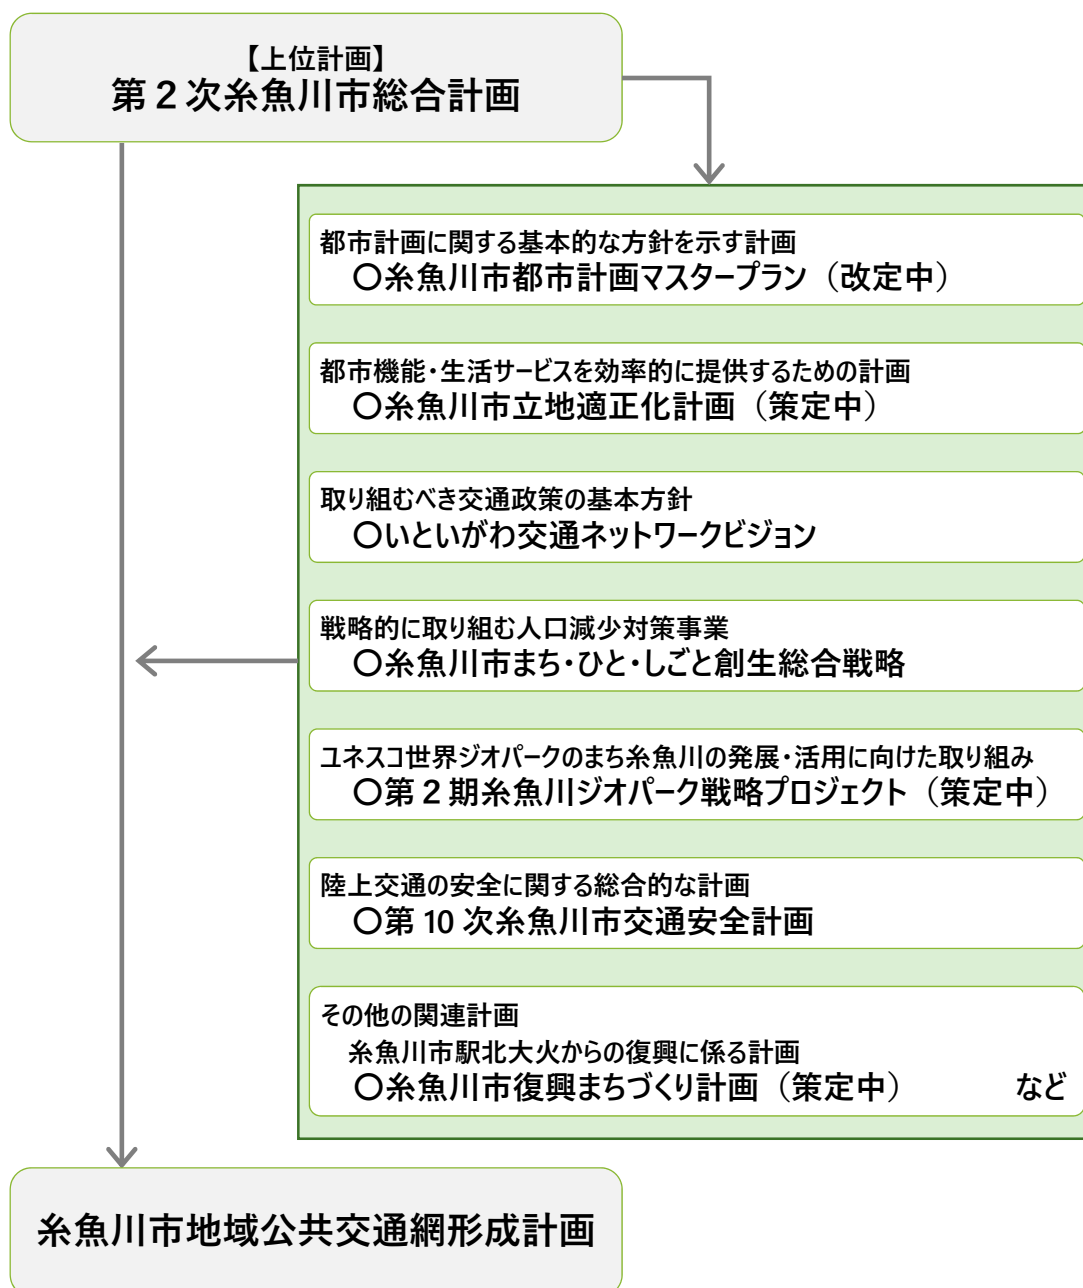 【上位計画】
第２次糸魚川市総合計画
都市計画に関する基本的な方針を示す計画
○糸魚川市都市計画マスタープラン（改定中）
都市機能・生活サービスを効率的に提供するための計画
○糸魚川市立地適正化計画（策定中）
取り組むべき交通政策の基本方針
○いといがわ交通ネットワークビジョン
戦略的に取り組む人口減少対策事業
○糸魚川市まち・ひと・しごと創生総合戦略
ユネスコ世界ジオパークのまち糸魚川の発展・活用に向けた取り組み
○第２期糸魚川ジオパーク戦略プロジェクト（策定中）
陸上交通の安全に関する総合的な計画
○第 10 次糸魚川市交通安全計画
その他の関連計画
糸魚川市駅北大火からの復興に係る計画
○糸魚川市復興まちづくり計画（策定中） など
糸魚川市地域公共交通網形成計画